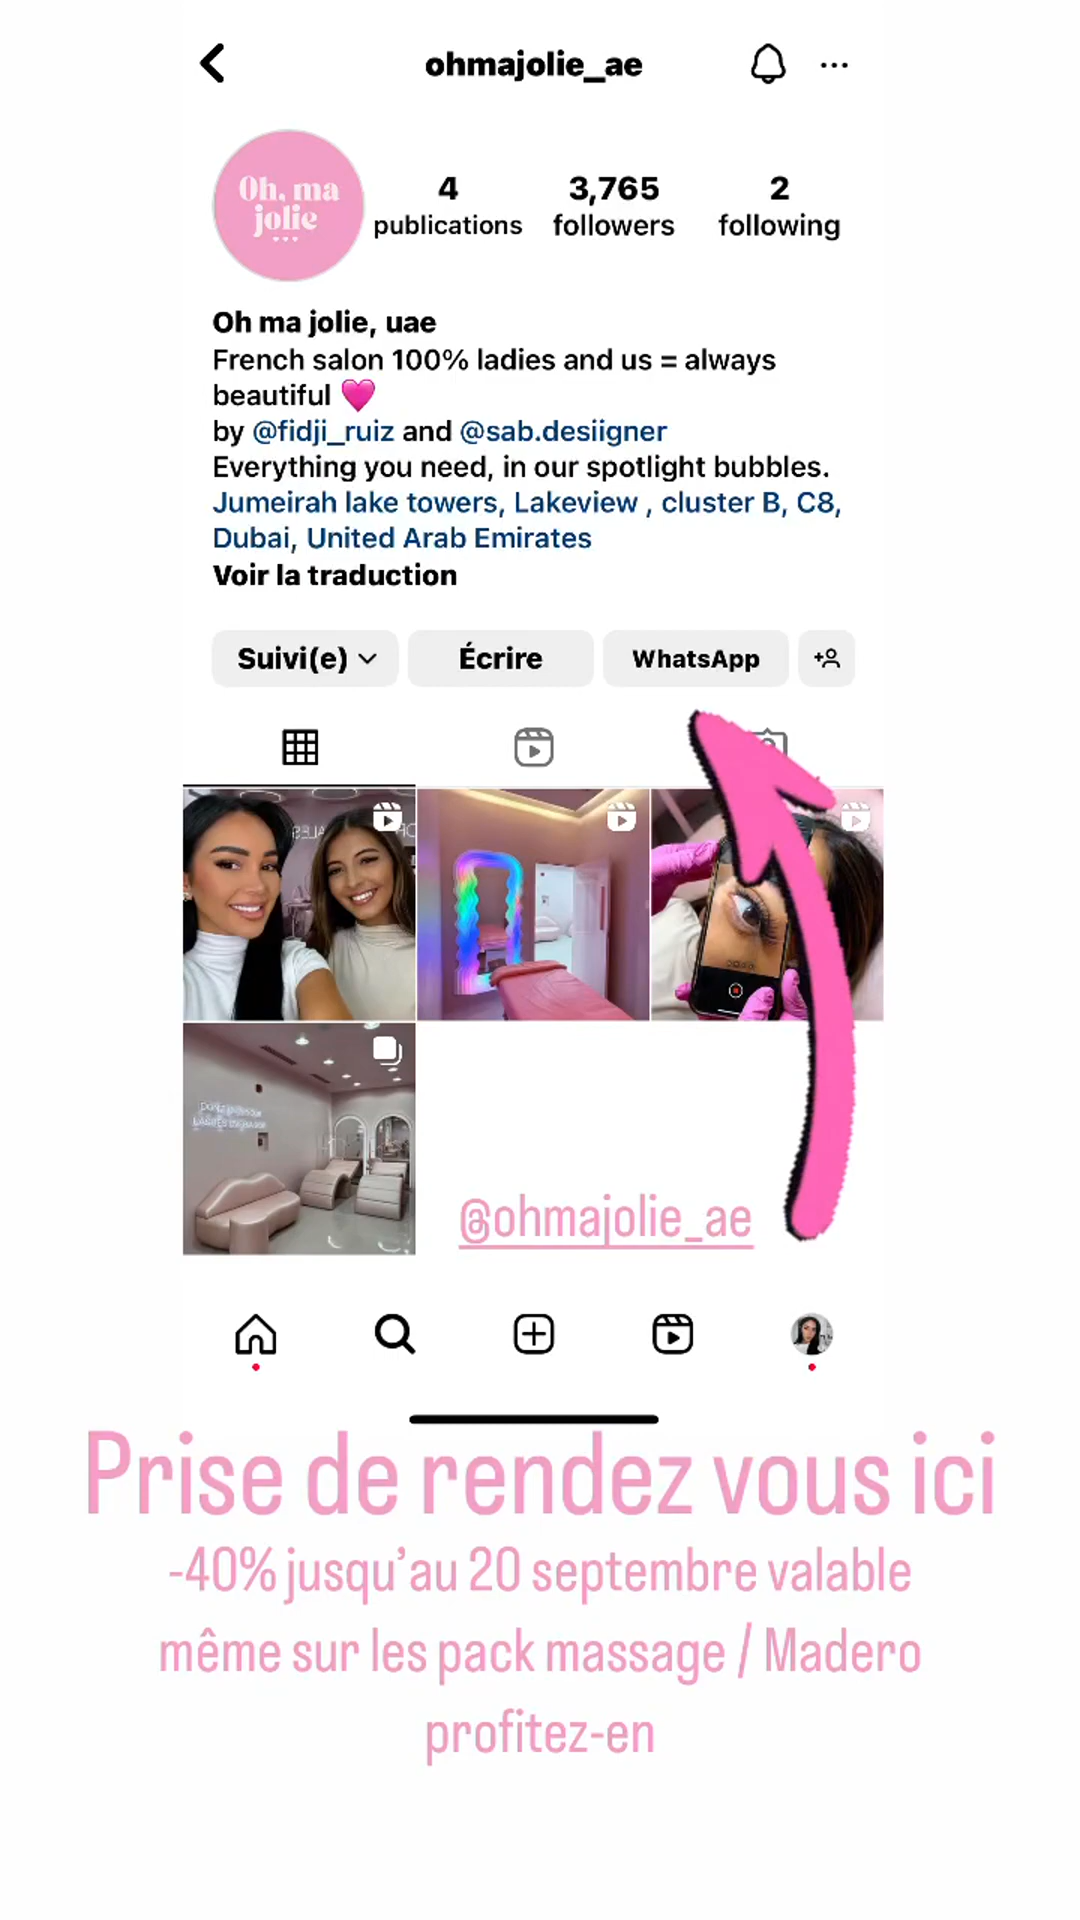 ohmajolie_ae
Oh, ma
jolie
4
publications
3,765
followers
2
following
Oh ma jolie, uae
French salon 100% ladies and us = always
beautiful 🩷
by @fidji_ruiz and @sab.desiigner
Everything you need, in our spotlight bubbles.
Jumeirah lake towers, Lakeview , cluster B, C8,
Dubai, United Arab Emirates
Voir la traduction
Suivi(e)
Écrire
WhatsApp
@ohmajolie_ae
Prise de rendez vous ici
-40% jusqu’au 20 septembre valable
même sur les pack massage / Madero
profitez-en